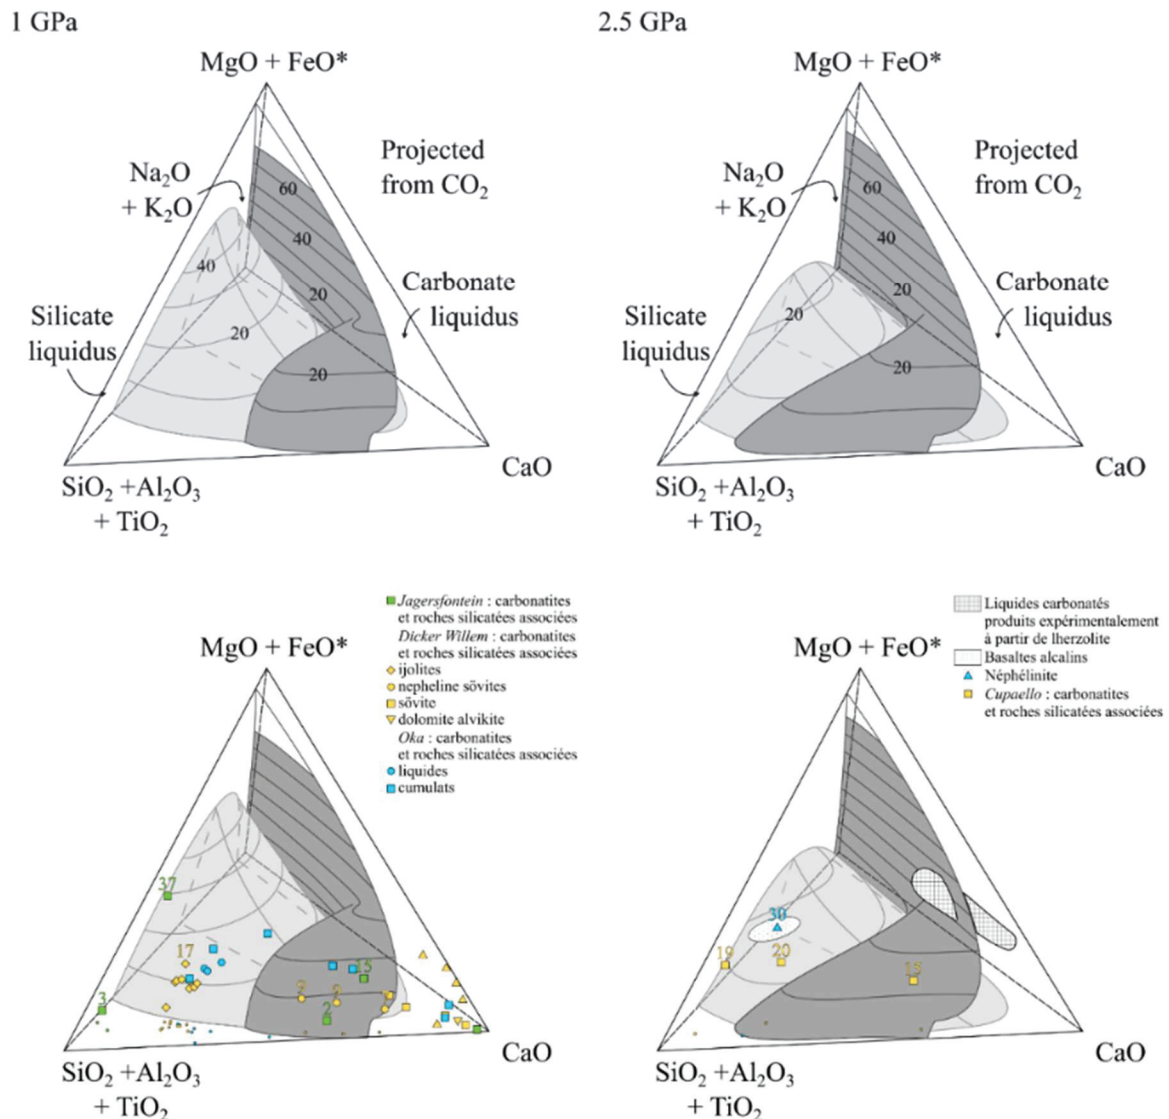 1 GPa
2.5 GPa
MgO + FeO*
Na₂O
+ K₂O
Projected
from CO₂
60
40
40
20
20
20
Carbonate
liquidus
Silicate
liquidus
SiO₂ +Al₂O₃
+ TiO₂
CaO
MgO + FeO*
Na₂O
+ K₂O
Projected
from CO₂
60
40
20
20
20
Carbonate
liquidus
Silicate
liquidus
SiO₂ +Al₂O₃
+ TiO₂
CaO
Jagersfontein : carbonatites
et roches silicatées associées
Dicker Willem : carbonatites
et roches silicatées associées
ijolites
nepheline sövites
sövite
dolomite alvikite
Oka : carbonatites
et roches silicatées associées
liquides
cumulats
MgO + FeO*
37
17
15
9
9
7
2
3
SiO₂ +Al₂O₃
+ TiO₂
CaO
Liquides carbonatés
produits expérimentalement
à partir de lherzolite
Basaltes alcalins
Néphélinite
Cupaello : carbonatites
et roches silicatées associées
MgO + FeO*
30
19
20
15
SiO₂ +Al₂O₃
+ TiO₂
CaO